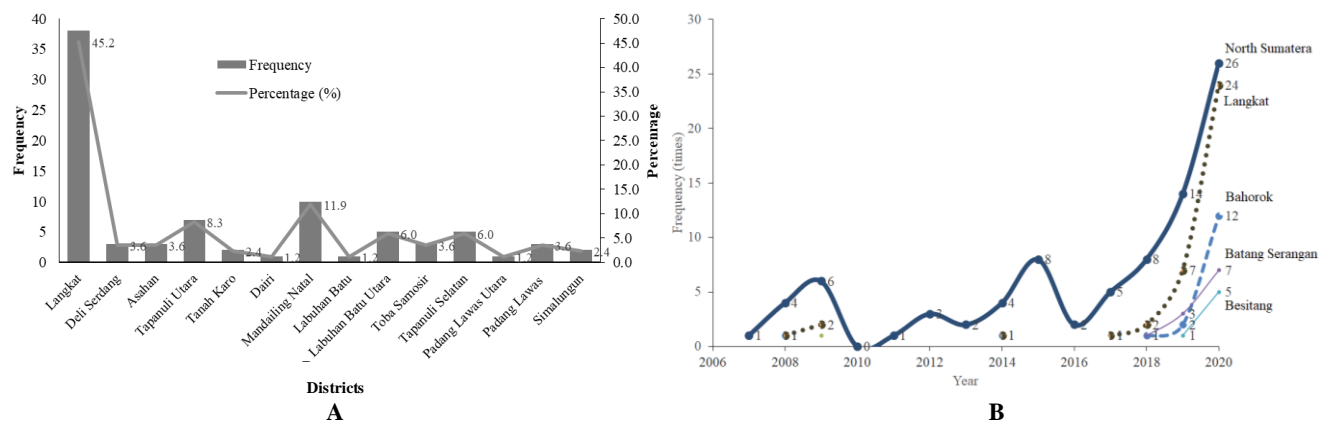 40
35
30
25
20
15
10
5
0
Frequency
50.0
45.0
40.0
35.0
30.0
25.0
20.0
15.0
10.0
5.0
0.0
Percenrage
Frequency
Percentage (%)
45.2
3.6
3.6
8.3
2.4
1.2
11.9
1.2
6.0
3.6
6.0
1.2
3.6
2.4
Langkat
Deli Serdang
Asahan
Tapanuli Utara
Tanah Karo
Dairi
Mandailing Natal
Labuhan Batu
Labuhan Batu Utara
Toba Samosir
Tapanuli Selatan
Padang Lawas Utara
Padang Lawas
Simalungun
Districts
A
30
25
20
15
10
5
0
Frequency (times)
2006
2008
2010
2012
2014
2016
2018
2020
Year
1
4
6
0
1
3
2
4
8
2
5
8
14
North Sumatera
26
24
Langkat
1
2
1
1
2
7
Bahorok
12
1
2
Batang Serangan
7
3
5
Besitang
1
B